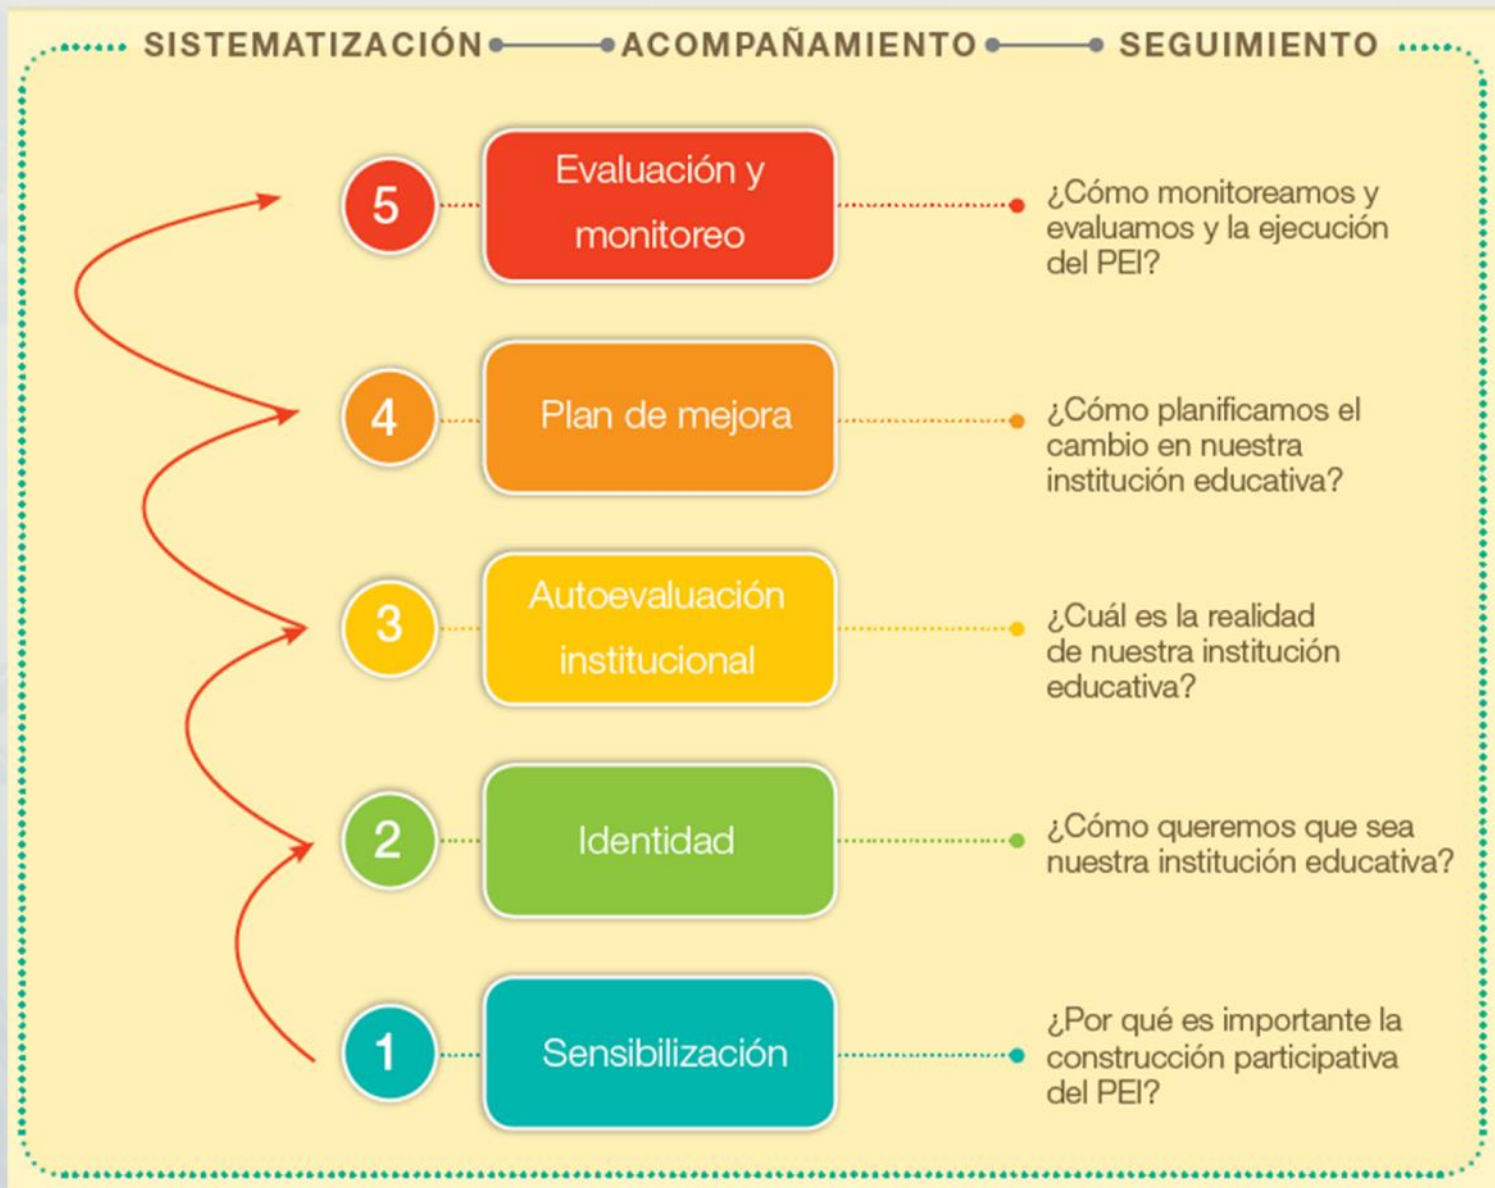 SISTEMATIZACIÓN ACOMPAÑAMIENTO SEGUIMIENTO
5
Evaluación y
monitoreo
¿Cómo monitoreamos y
evaluamos y la ejecución
del PEI?
4
Plan de mejora
¿Cómo planificamos el
cambio en nuestra
institución educativa?
3
Autoevaluación
institucional
¿Cuál es la realidad
de nuestra institución
educativa?
2
Identidad
¿Cómo queremos que sea
nuestra institución educativa?
1
Sensibilización
¿Por qué es importante la
construcción participativa
del PEI?